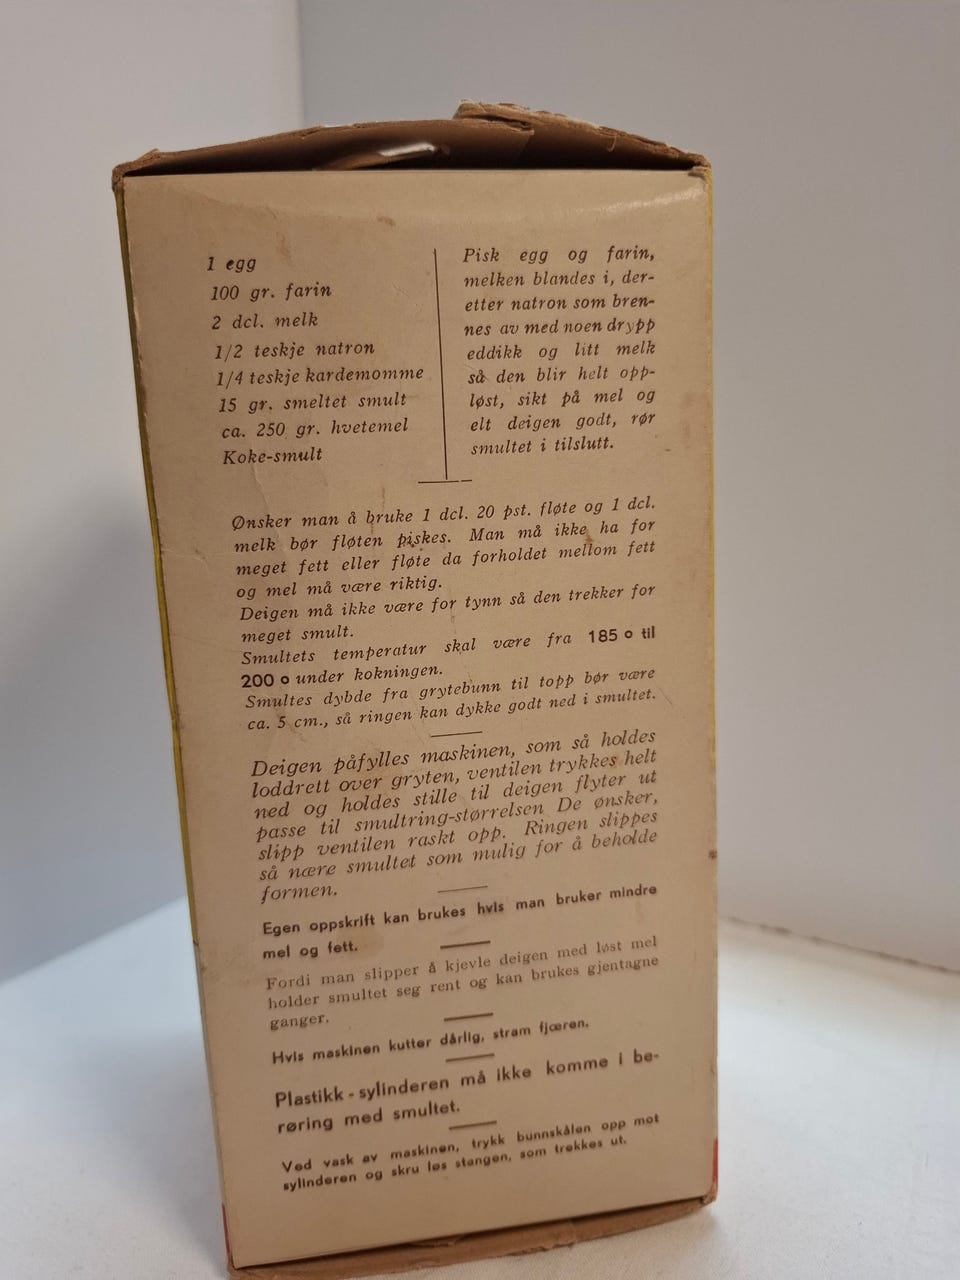 1 egg
100 gr. farin
2 dcl. melk
1/2 teskje natron
1/4 teskje kardemomme
15 gr. smeltet smult
ca. 250 gr. hvetemel
Koke-smult
Pisk egg og farin,
melken blandes i, der-
etter natron som bren-
nes av med noen drypp
eddikk og litt melk
så den blir helt opp-
løst, sikt på mel og
elt deigen godt, rør
smultet i tilslutt.
Ønsker man å bruke 1 dcl. 20 pst. fløte og 1 dcl.
melk bør fløten piskes. Man må ikke ha for
meget fett eller fløte da forholdet mellom fett
og mel må være riktig.
Deigen må ikke være for tynn så den trekker for
meget smult.
Smultets temperatur skal være fra 185 o til
200 o under kokningen.
Smultes dybde fra grytebunn til topp bør være
ca. 5 cm., så ringen kan dykke godt ned i smultet.
Deigen påfylles maskinen, som så holdes
loddrett over gryten, ventilen trykkes helt
ned og holdes stille til deigen flyter ut
passe til smultring-størrelsen De ønsker,
slipp ventilen raskt opp. Ringen slippes
så nære smultet som mulig for å beholde
formen.
Egen oppskrift kan brukes hvis man bruker mindre
mel og fett.
Fordi man slipper å kjevle deigen med løst mel
holder smultet seg rent og kan brukes gjentagne
ganger.
Hvis maskinen kutter dårlig, stram fjæren.
Plastikk-sylinderen må ikke komme i be-
røring med smultet.
Ved vask av maskinen, trykk bunnskålen opp mot
sylinderen og skru løs stangen, som trekkes ut.